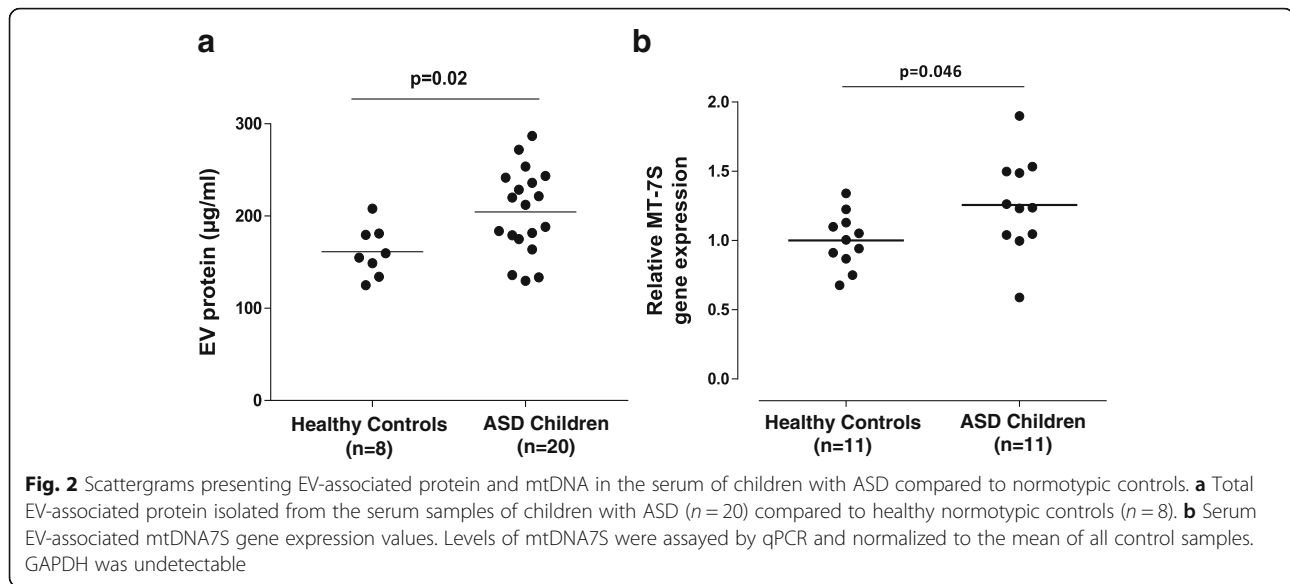 a
p=0.02
EV protein (µg/ml)
300
200
100
0
Healthy Controls
(n=8)
ASD Children
(n=20)
b
p=0.046
Relative MT-7S
gene expression
2.0
1.5
1.0
0.5
0.0
Healthy Controls
(n=11)
ASD Children
(n=11)
Fig. 2 Scattergrams presenting EV-associated protein and mtDNA in the serum of children with ASD compared to normotypic controls. a Total
EV-associated protein isolated from the serum samples of children with ASD (n = 20) compared to healthy normotypic controls (n = 8). b Serum
EV-associated mtDNA7S gene expression values. Levels of mtDNA7S were assayed by qPCR and normalized to the mean of all control samples.
GAPDH was undetectable